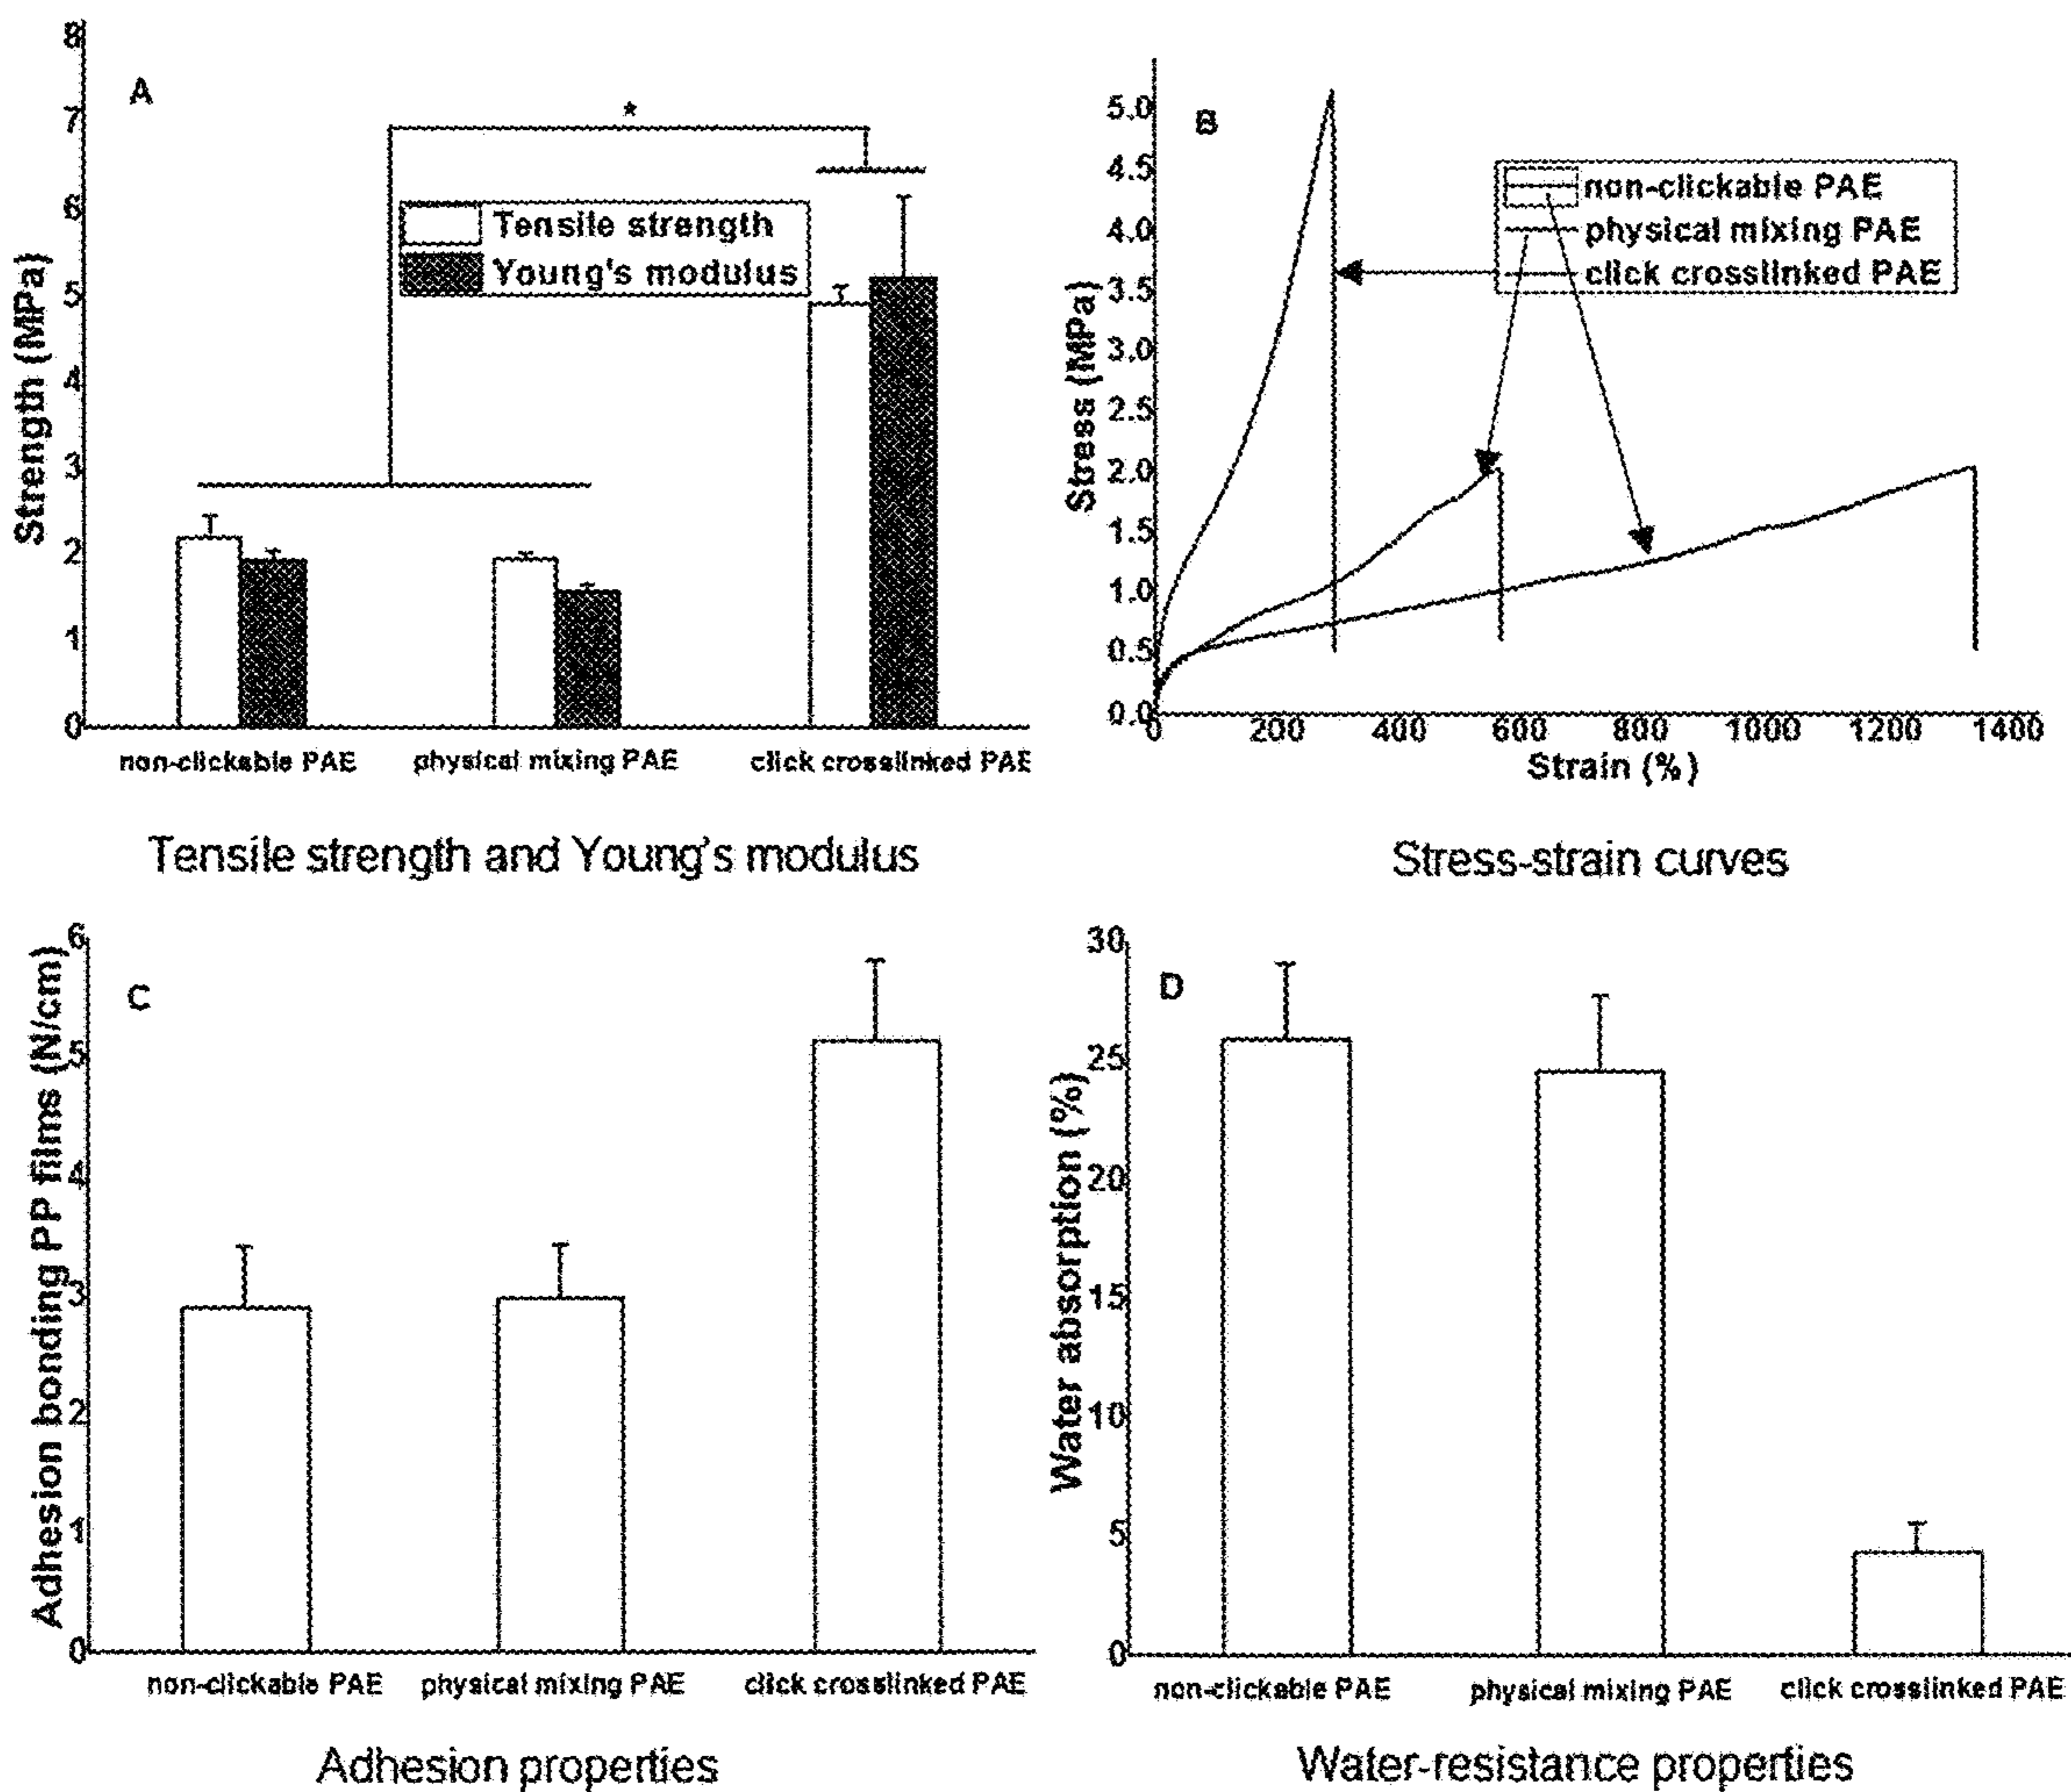 A
*
8
7
6
5
4
3
2
1
0
Strength (MPa)
Tensile strength
Young's modulus
non-clickable PAE
physical mixing PAE
click crosslinked PAE
Tensile strength and Young's modulus
B
5.0
4.5
4.0
3.5
3.0
2.5
2.0
1.5
1.0
0.5
0.0
Stress (MPa)
non-clickable PAE
physical mixing PAE
click crosslinked PAE
0 200 400 600 800 1000 1200 1400
Strain (%)
Stress-strain curves
C
6
5
4
3
2
1
0
Adhesion bonding PP films (N/cm)
non-clickable PAE
physical mixing PAE
click crosslinked PAE
Adhesion properties
D
30
25
20
15
10
5
0
Water absorption (%)
non-clickable PAE
physical mixing PAE
click crosslinked PAE
Water-resistance properties